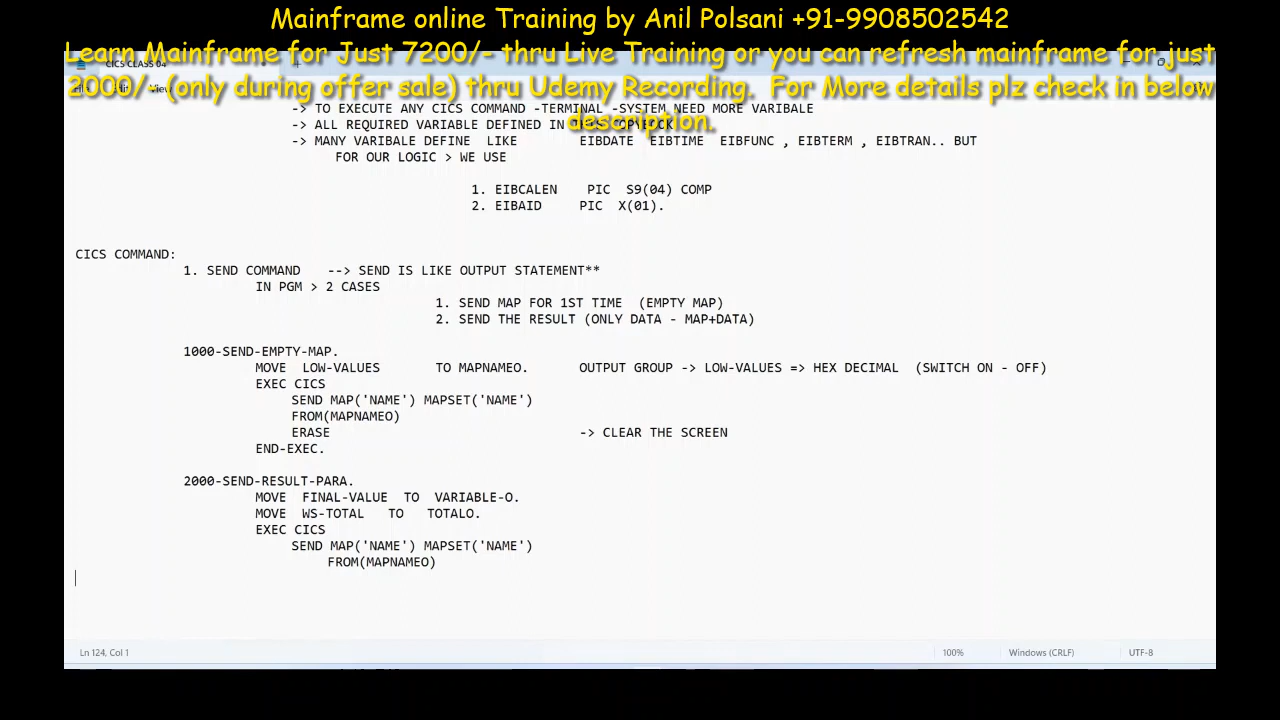 Mainframe online Training by Anil Polsani +91-9908502542
Learn Mainframe for Just 7200/- thru Live Training or you can refresh mainframe for just
2000/- (only during offer sale) thru Udemy Recording. For More details plz check in below
description.
CICS CLASS 04
View
-> TO EXECUTE ANY CICS COMMAND -TERMINAL -SYSTEM NEED MORE VARIBALE
-> ALL REQUIRED VARIABLE DEFINED IN THIS COPYBOOK
-> MANY VARIBALE DEFINE LIKE EIBDATE EIBTIME EIBFUNC , EIBTERM , EIBTRAN.. BUT
FOR OUR LOGIC > WE USE
1. EIBCALEN PIC S9(04) COMP
2. EIBAID PIC X(01).
CICS COMMAND:
1. SEND COMMAND --> SEND IS LIKE OUTPUT STATEMENT**
IN PGM > 2 CASES
1. SEND MAP FOR 1ST TIME (EMPTY MAP)
2. SEND THE RESULT (ONLY DATA - MAP+DATA)
1000-SEND-EMPTY-MAP.
MOVE LOW-VALUES TO MAPNAMEO. OUTPUT GROUP -> LOW-VALUES => HEX DECIMAL (SWITCH ON - OFF)
EXEC CICS
SEND MAP('NAME') MAPSET('NAME')
FROM(MAPNAMEO)
ERASE -> CLEAR THE SCREEN
END-EXEC.
2000-SEND-RESULT-PARA.
MOVE FINAL-VALUE TO VARIABLE-O.
MOVE WS-TOTAL TO TOTALO.
EXEC CICS
SEND MAP('NAME') MAPSET('NAME')
FROM(MAPNAMEO)
Ln 124, Col 1 100% Windows (CRLF) UTF-8